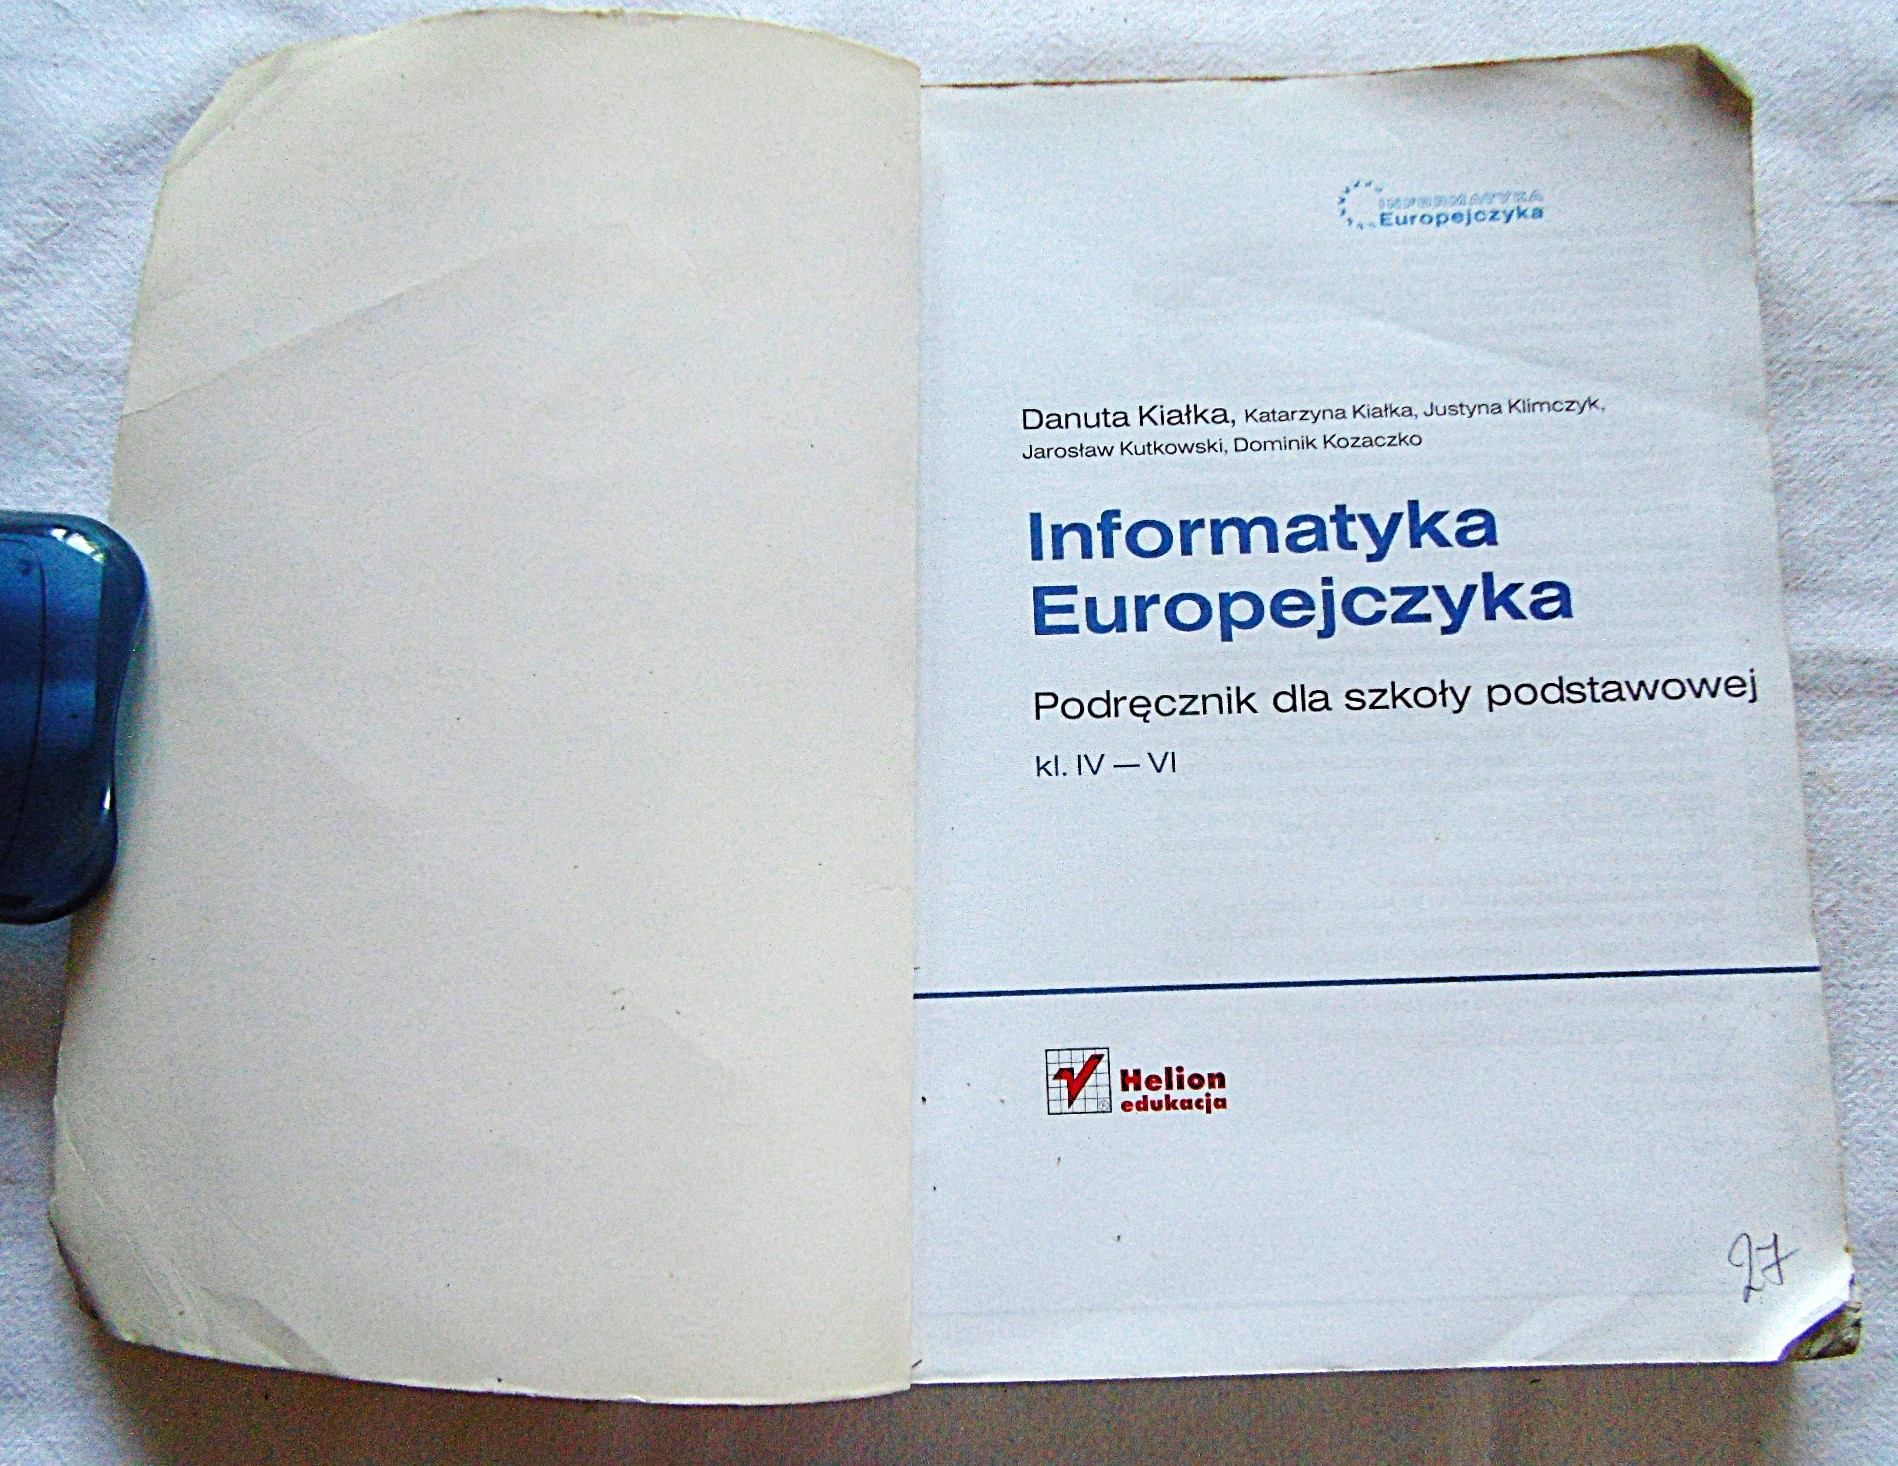 INFORMATYKA
Europejczyka
Danuta Kiałka, Katarzyna Kiałka, Justyna Klimczyk,
Jarosław Kutkowski, Dominik Kozaczko
Informatyka
Europejczyka
Podręcznik dla szkoły podstawowej
kl. IV — VI
Helion
edukacja
27